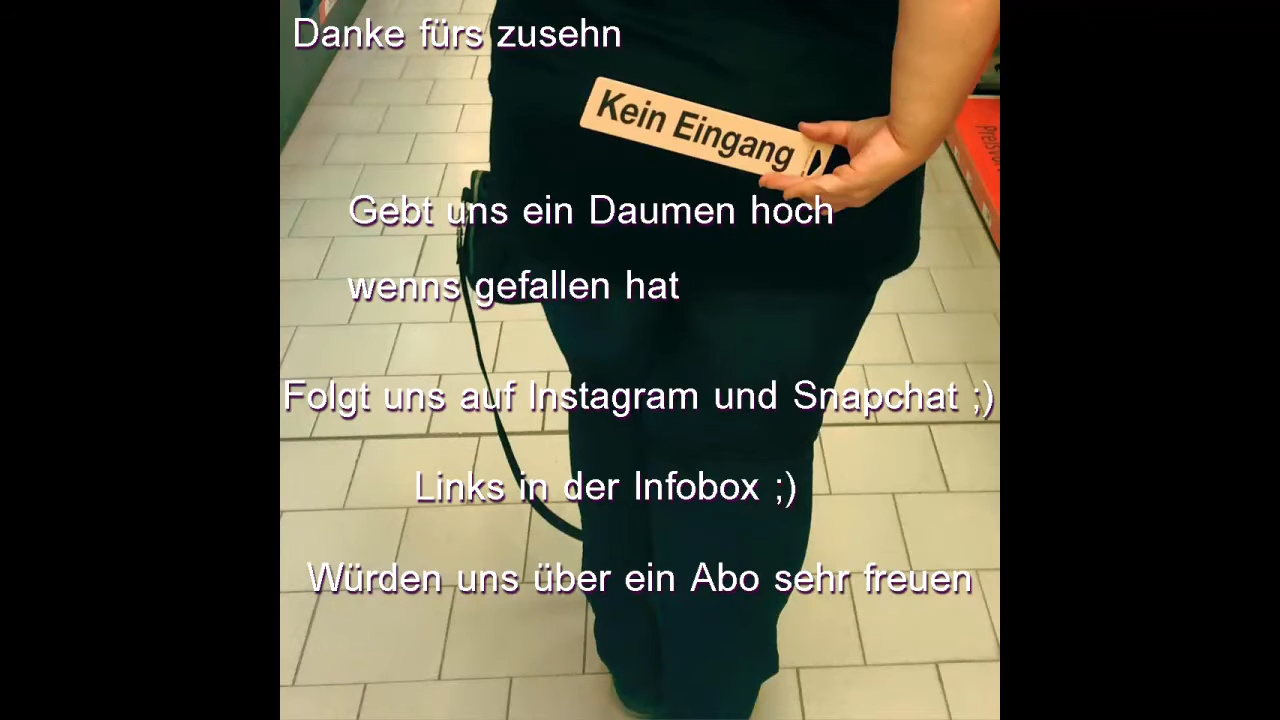 Danke fürs zusehn
Kein Eingang
Gebt uns ein Daumen hoch
wenns gefallen hat
Folgt uns auf Instagram und Snapchat ;)
Links in der Infobox ;)
Würden uns über ein Abo sehr freuen